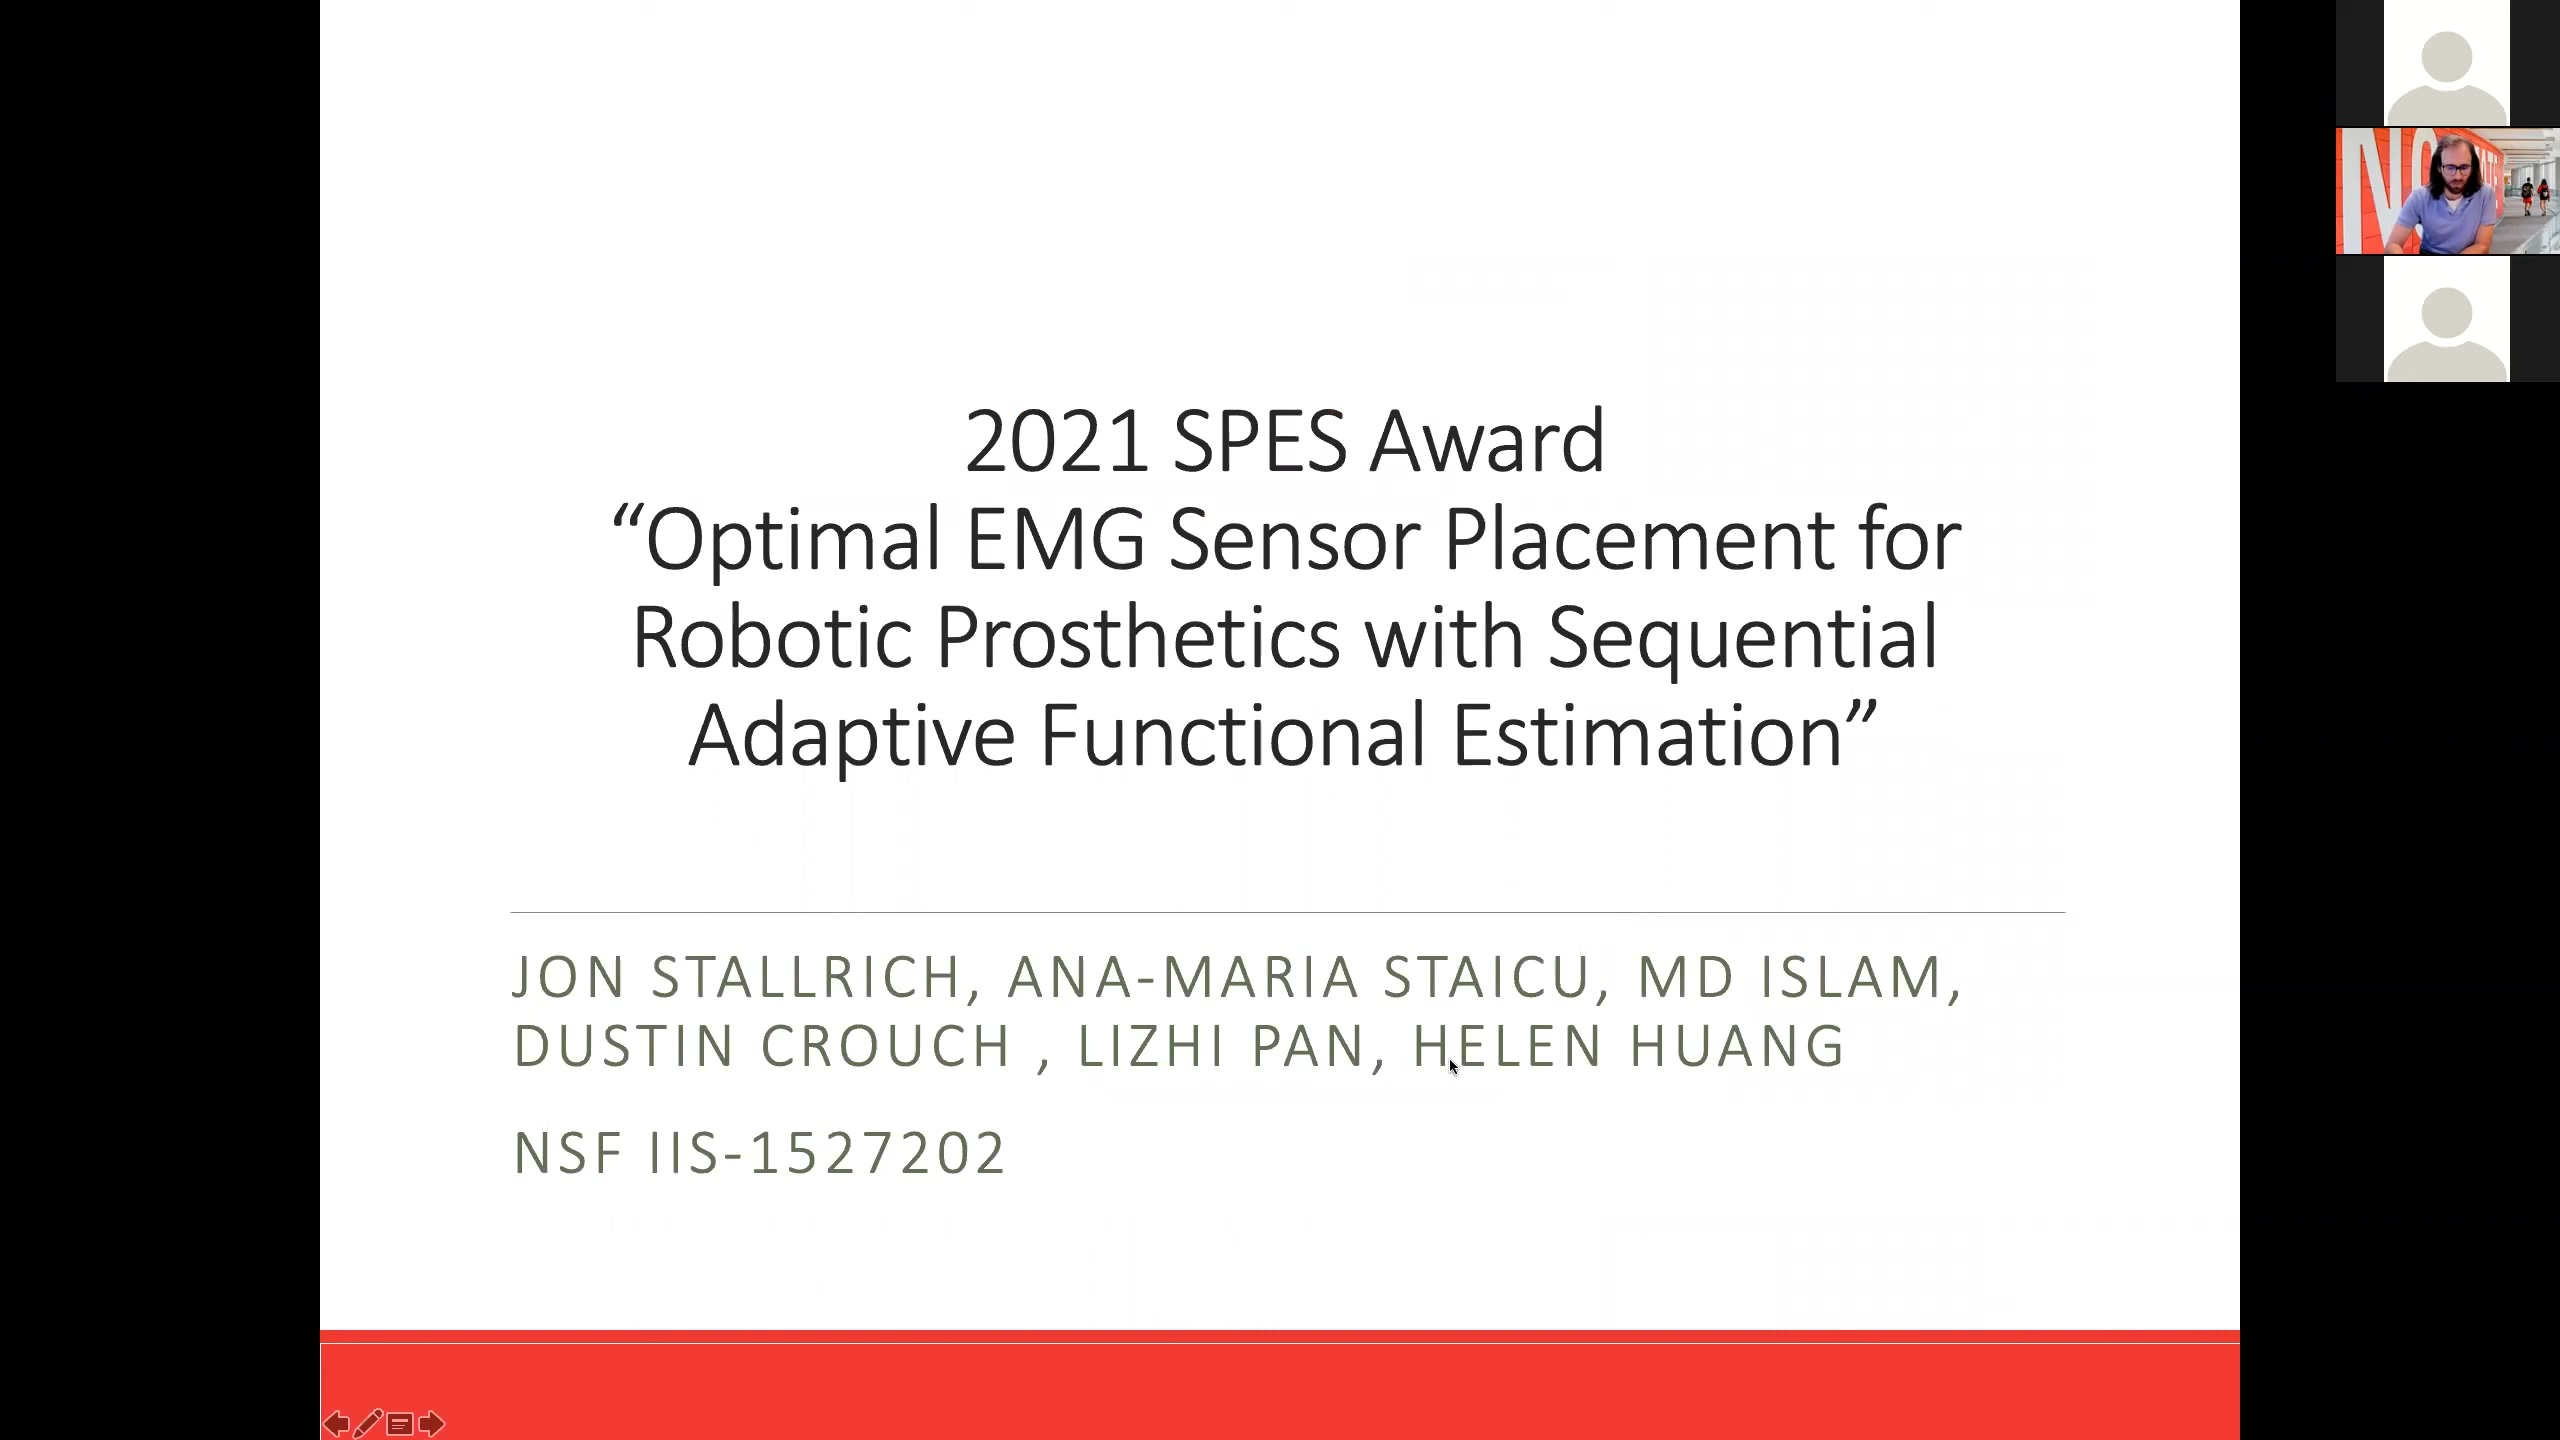 2021 SPES Award
“Optimal EMG Sensor Placement for
Robotic Prosthetics with Sequential
Adaptive Functional Estimation”
JON STALLRICH, ANA-MARIA STAICU, MD ISLAM,
DUSTIN CROUCH , LIZHI PAN, HELEN HUANG
NSF IIS-1527202